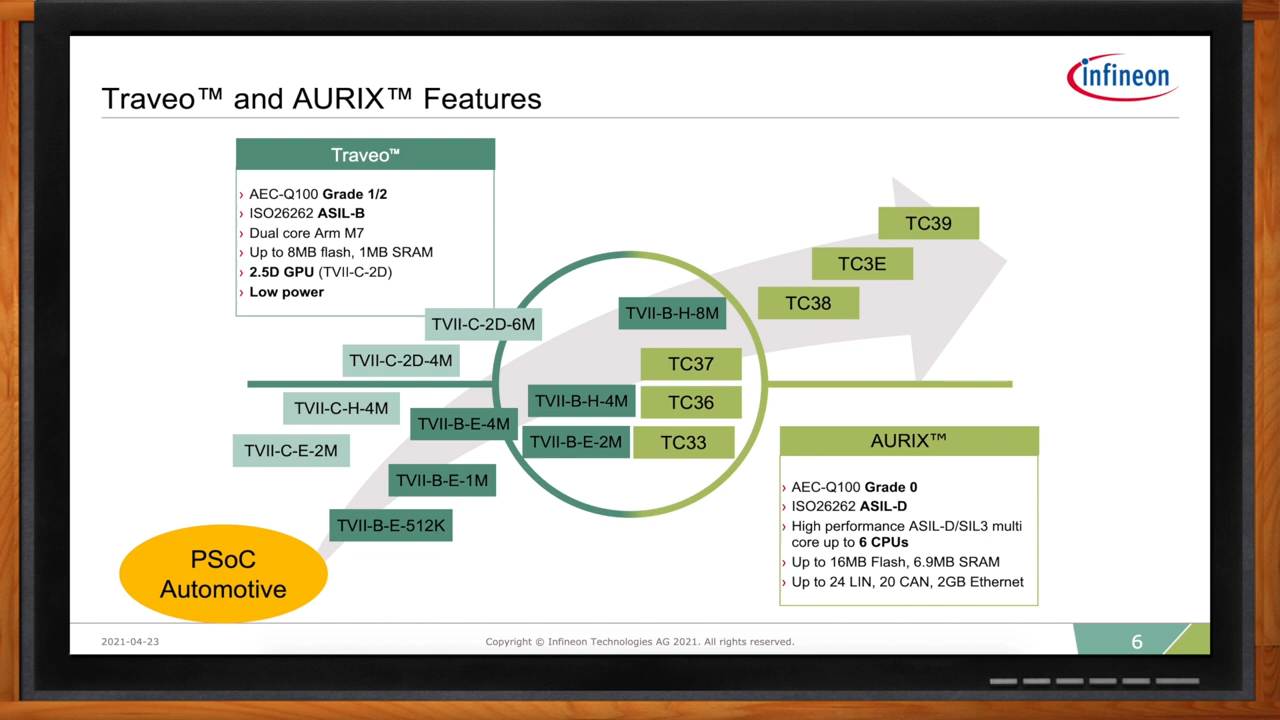 infineon
Traveo™ and AURIX™ Features
Traveo™
› AEC-Q100 Grade 1/2
› ISO26262 ASIL-B
› Dual core Arm M7
› Up to 8MB flash, 1MB SRAM
› 2.5D GPU (TVII-C-2D)
› Low power
TC39
TC3E
TC38
TVII-B-H-8M
TVII-C-2D-6M
TVII-C-2D-4M
TC37
TVII-B-H-4M
TC36
TVII-C-H-4M
TVII-B-E-4M
TVII-B-E-2M
TC33
TVII-C-E-2M
TVII-B-E-1M
TVII-B-E-512K
AURIX™
› AEC-Q100 Grade 0
› ISO26262 ASIL-D
› High performance ASIL-D/SIL3 multi
core up to 6 CPUs
› Up to 16MB Flash, 6.9MB SRAM
› Up to 24 LIN, 20 CAN, 2GB Ethernet
PSoC
Automotive
2021-04-23
Copyright © Infineon Technologies AG 2021. All rights reserved.
6